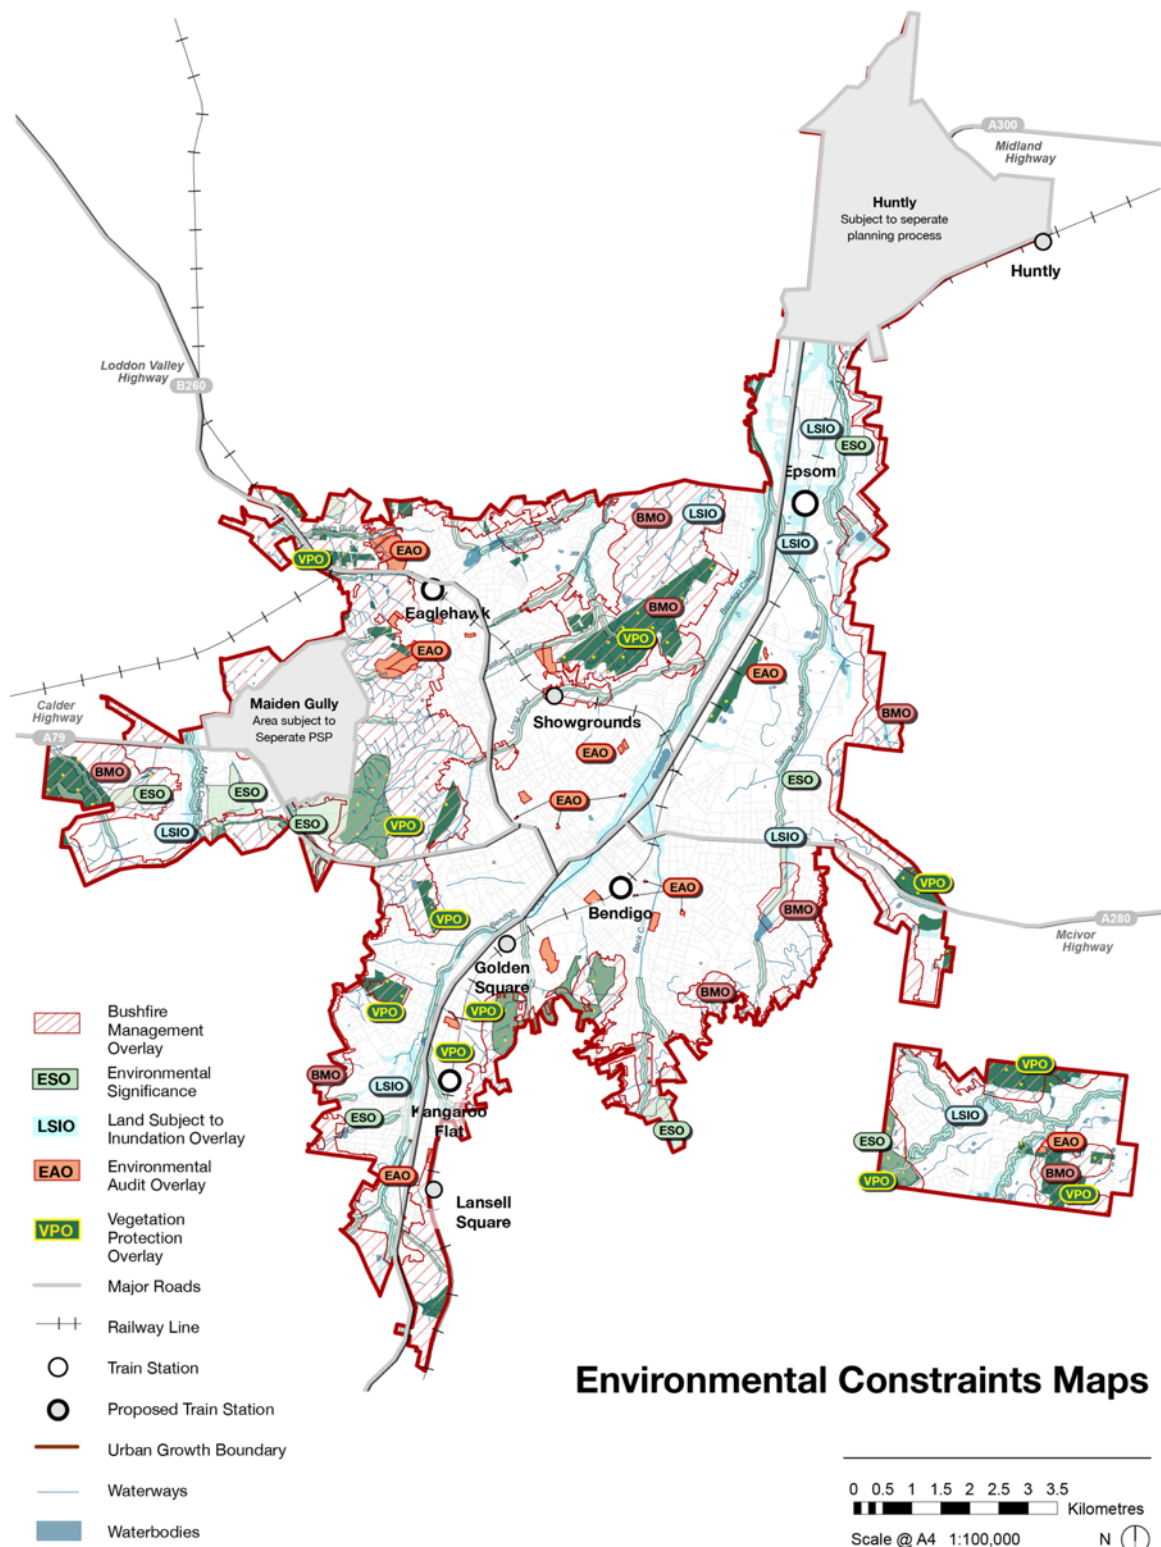 A300
Midland
Highway
Huntly
Subject to seperate
planning process
Huntly
Loddon Valley
Highway
B260
LSIO
ESO
Epsom
BMO
LSIO
LSIO
EAO
VPO
Eaglehawk
BMO
VPO
EAO
EAO
Maiden Gully
Area subject to
Seperate PSP
Calder
Highway
A79
Showgrounds
BMO
EAO
BMO
ESO
ESO
ESO
EAO
ESO
LSIO
VPO
LSIO
VPO
EAO
Bendigo
BMO
VPO
A280
Mcivor
Highway
Golden
Square
BMO
VPO
VPO
VPO
BMO
LSIO
Kangaroo
Flat
ESO
ESO
EAO
Lansell
Square
VPO
LSIO
ESO
EAO
BMO
VPO
VPO
Bendigo Creek
Long Gully
Bendigo
Bushfire
Management
Overlay
ESO
Environmental
Significance
LSIO
Land Subject to
Inundation Overlay
EAO
Environmental
Audit Overlay
VPO
Vegetation
Protection
Overlay
Major Roads
Railway Line
Train Station
Proposed Train Station
Urban Growth Boundary
Waterways
Waterbodies
Environmental Constraints Maps
0 0.5 1 1.5 2 2.5 3 3.5
Kilometres
Scale @ A4 1:100,000
N